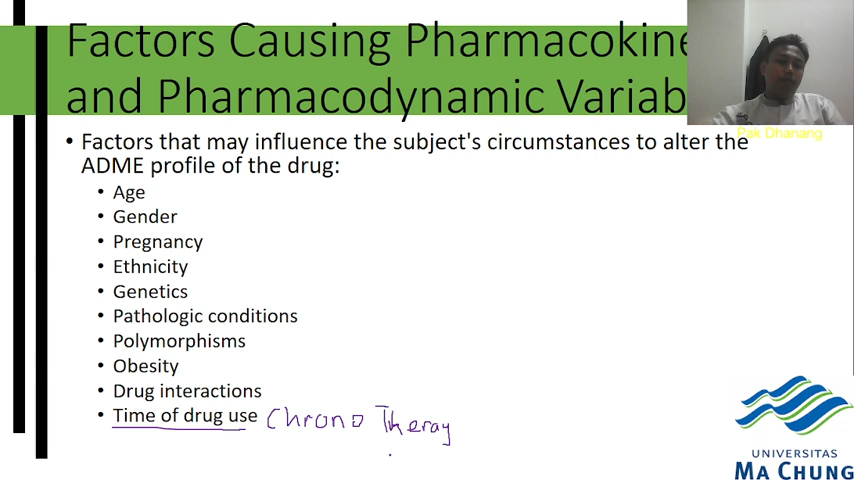 Factors Causing Pharmacokine
and Pharmacodynamic Variab
Pak Dhanang
• Factors that may influence the subject's circumstances to alter the
ADME profile of the drug:
• Age
• Gender
• Pregnancy
• Ethnicity
• Genetics
• Pathologic conditions
• Polymorphisms
• Obesity
• Drug interactions
• Time of drug use Chrono Theray
UNIVERSITAS
MA CHUNG